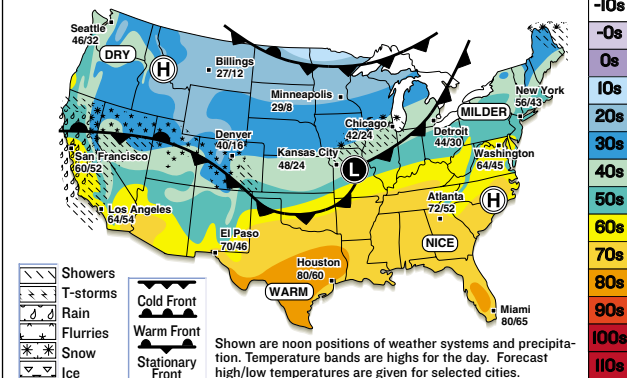 Seattle
46/32
DRY
H
Billings
27/12
Minneapolis
29/8
New York
56/43
MILDER
Chicago
42/24
Detroit
44/30
Denver
40/16
Kansas City
48/24
L
Washington
64/45
San Francisco
60/52
Los Angeles
64/54
Atlanta
72/52
H
NICE
El Paso
70/46
Houston
80/60
WARM
Miami
80/65
Showers
T-storms
Rain
Flurries
Snow
Ice
Cold Front
Warm Front
Stationary
Front
Shown are noon positions of weather systems and precipita-
tion. Temperature bands are highs for the day. Forecast
high/low temperatures are given for selected cities.
-10s
-0s
0s
10s
20s
30s
40s
50s
60s
70s
80s
90s
100s
110s